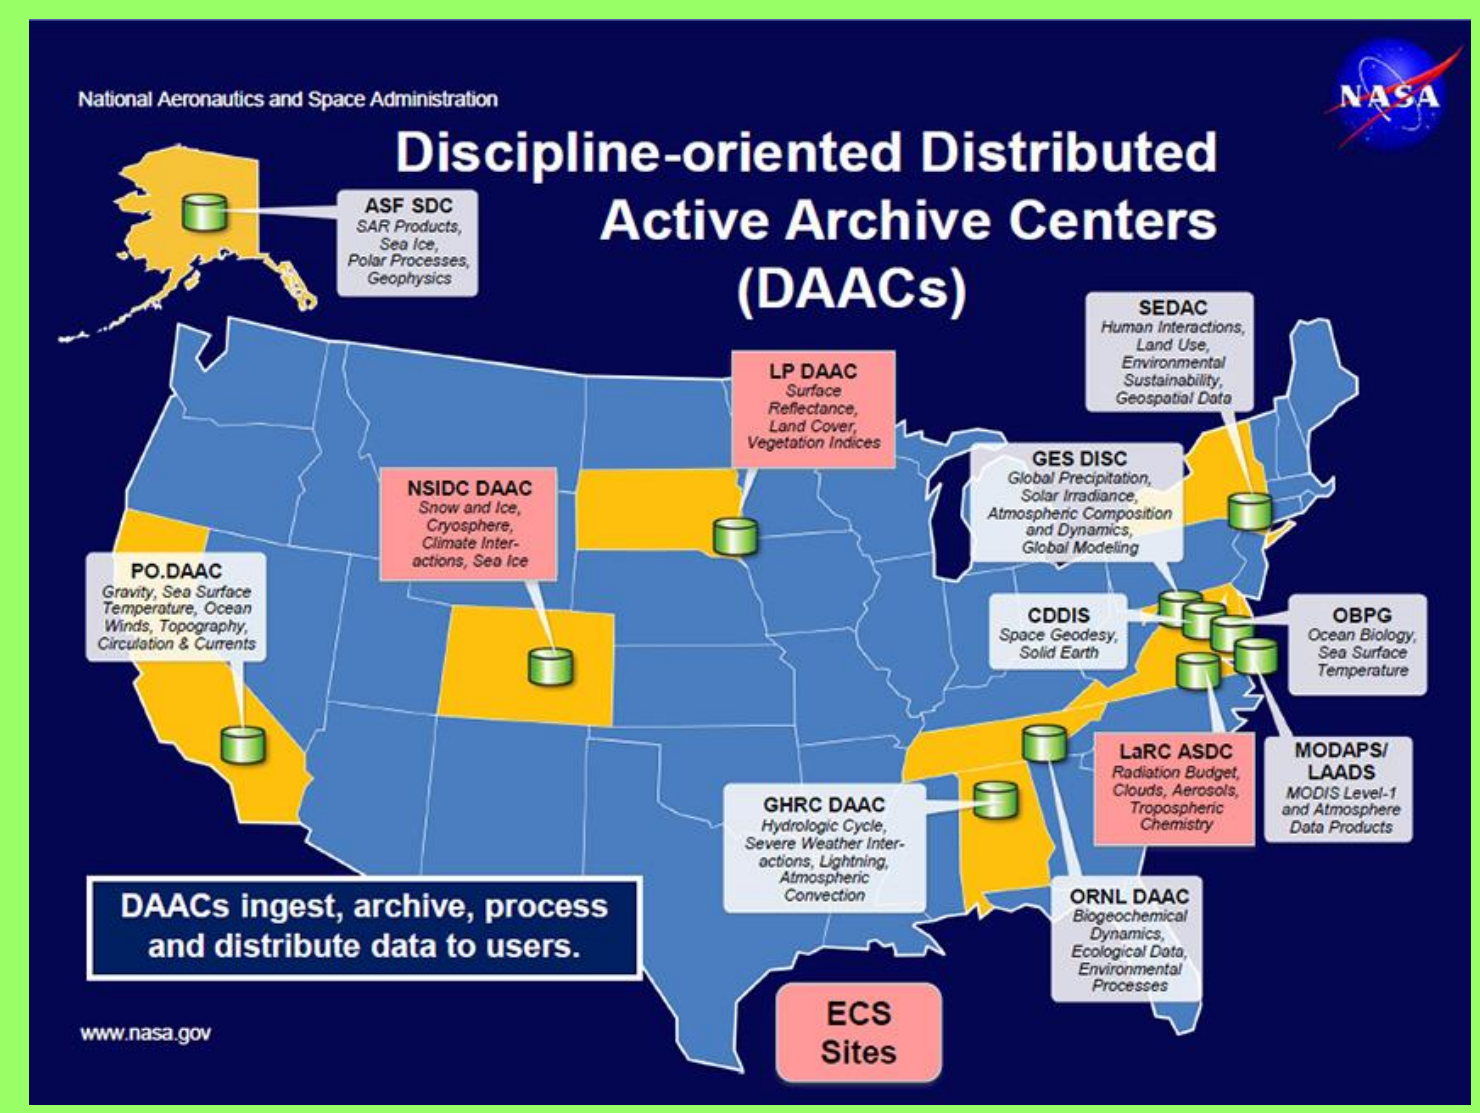 National Aeronautics and Space Administration
NASA
Discipline-oriented Distributed
Active Archive Centers
(DAACs)
ASF SDC
SAR Products,
Sea Ice,
Polar Processes,
Geophysics
SEDAC
Human Interactions,
Land Use,
Environmental
Sustainability,
Geospatial Data
LP DAAC
Surface
Reflectance,
Land Cover,
Vegetation Indices
GES DISC
Global Precipitation,
Solar Irradiance,
Atmospheric Composition
and Dynamics,
Global Modeling
NSIDC DAAC
Snow and Ice,
Cryosphere,
Climate Inter-
actions, Sea Ice
PO.DAAC
Gravity, Sea Surface
Temperature, Ocean
Winds, Topography,
Circulation & Currents
CDDIS
Space Geodesy,
Solid Earth
OBPG
Ocean Biology,
Sea Surface
Temperature
LaRC ASDC
Radiation Budget,
Clouds, Aerosols,
Tropospheric
Chemistry
MODAPS/
LAADS
MODIS Level-1
and Atmosphere
Data Products
GHRC DAAC
Hydrologic Cycle,
Severe Weather Inter-
actions, Lightning,
Atmospheric
Convection
ORNL DAAC
Biogeochemical
Dynamics,
Ecological Data,
Environmental
Processes
DAACs ingest, archive, process
and distribute data to users.
ECS
Sites
www.nasa.gov